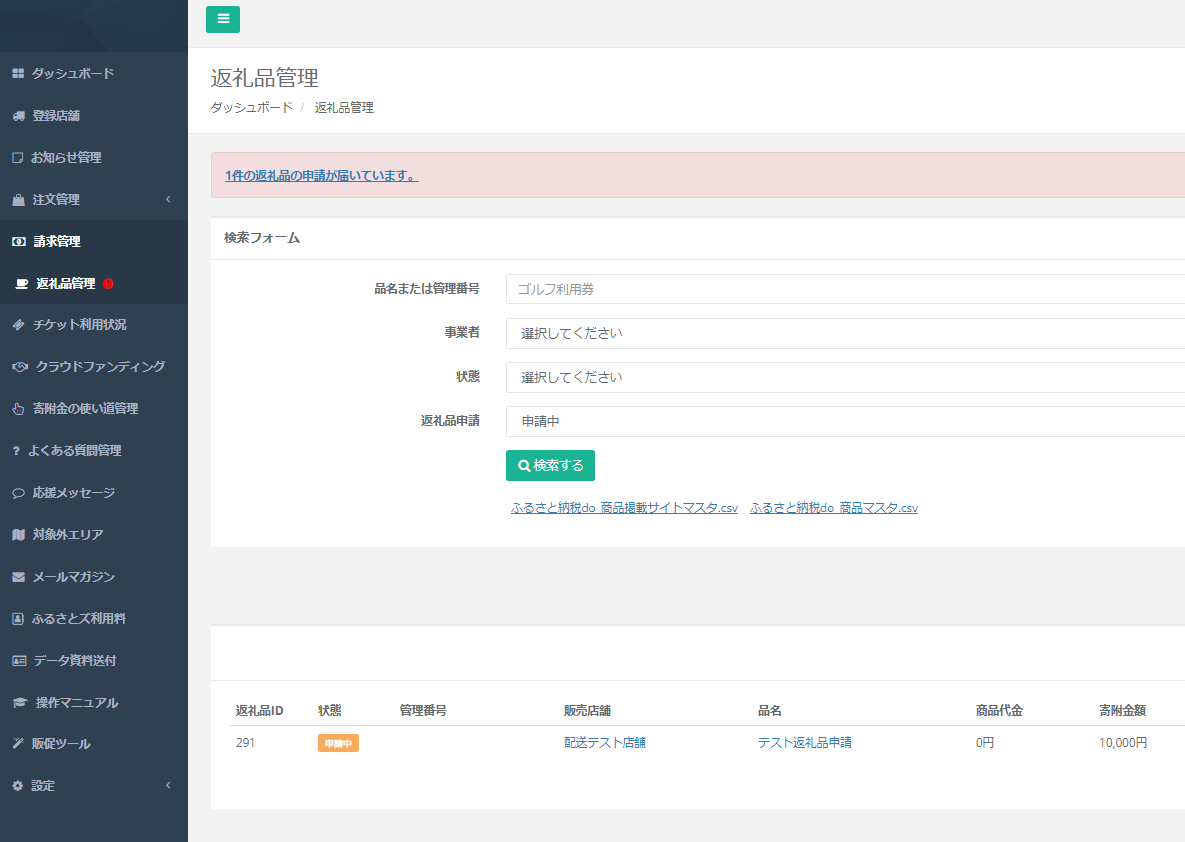 返礼品管理
ダッシュボード / 返礼品管理
ダッシュボード
登録店舗
お知らせ管理
注文管理
請求管理
返礼品管理
チケット利用状況
クラウドファンディング
寄附金の使い道管理
? よくある質問管理
応援メッセージ
対象外エリア
メールマガジン
ふるさとズ利用料
データ資料送付
操作マニュアル
販促ツール
設定
1件の返礼品の申請が届いています。
検索フォーム
品名または管理番号 ゴルフ利用券
事業者 選択してください
状態 選択してください
返礼品申請 申請中
検索する
ふるさと納税do_商品掲載サイトマスタ.csv ふるさと納税do_商品マスタ.csv
返礼品ID 状態 管理番号 販売店舗 品名 商品代金 寄附金額
291 申請中 配送テスト店舗 テスト返礼品申請 0円 10,000円